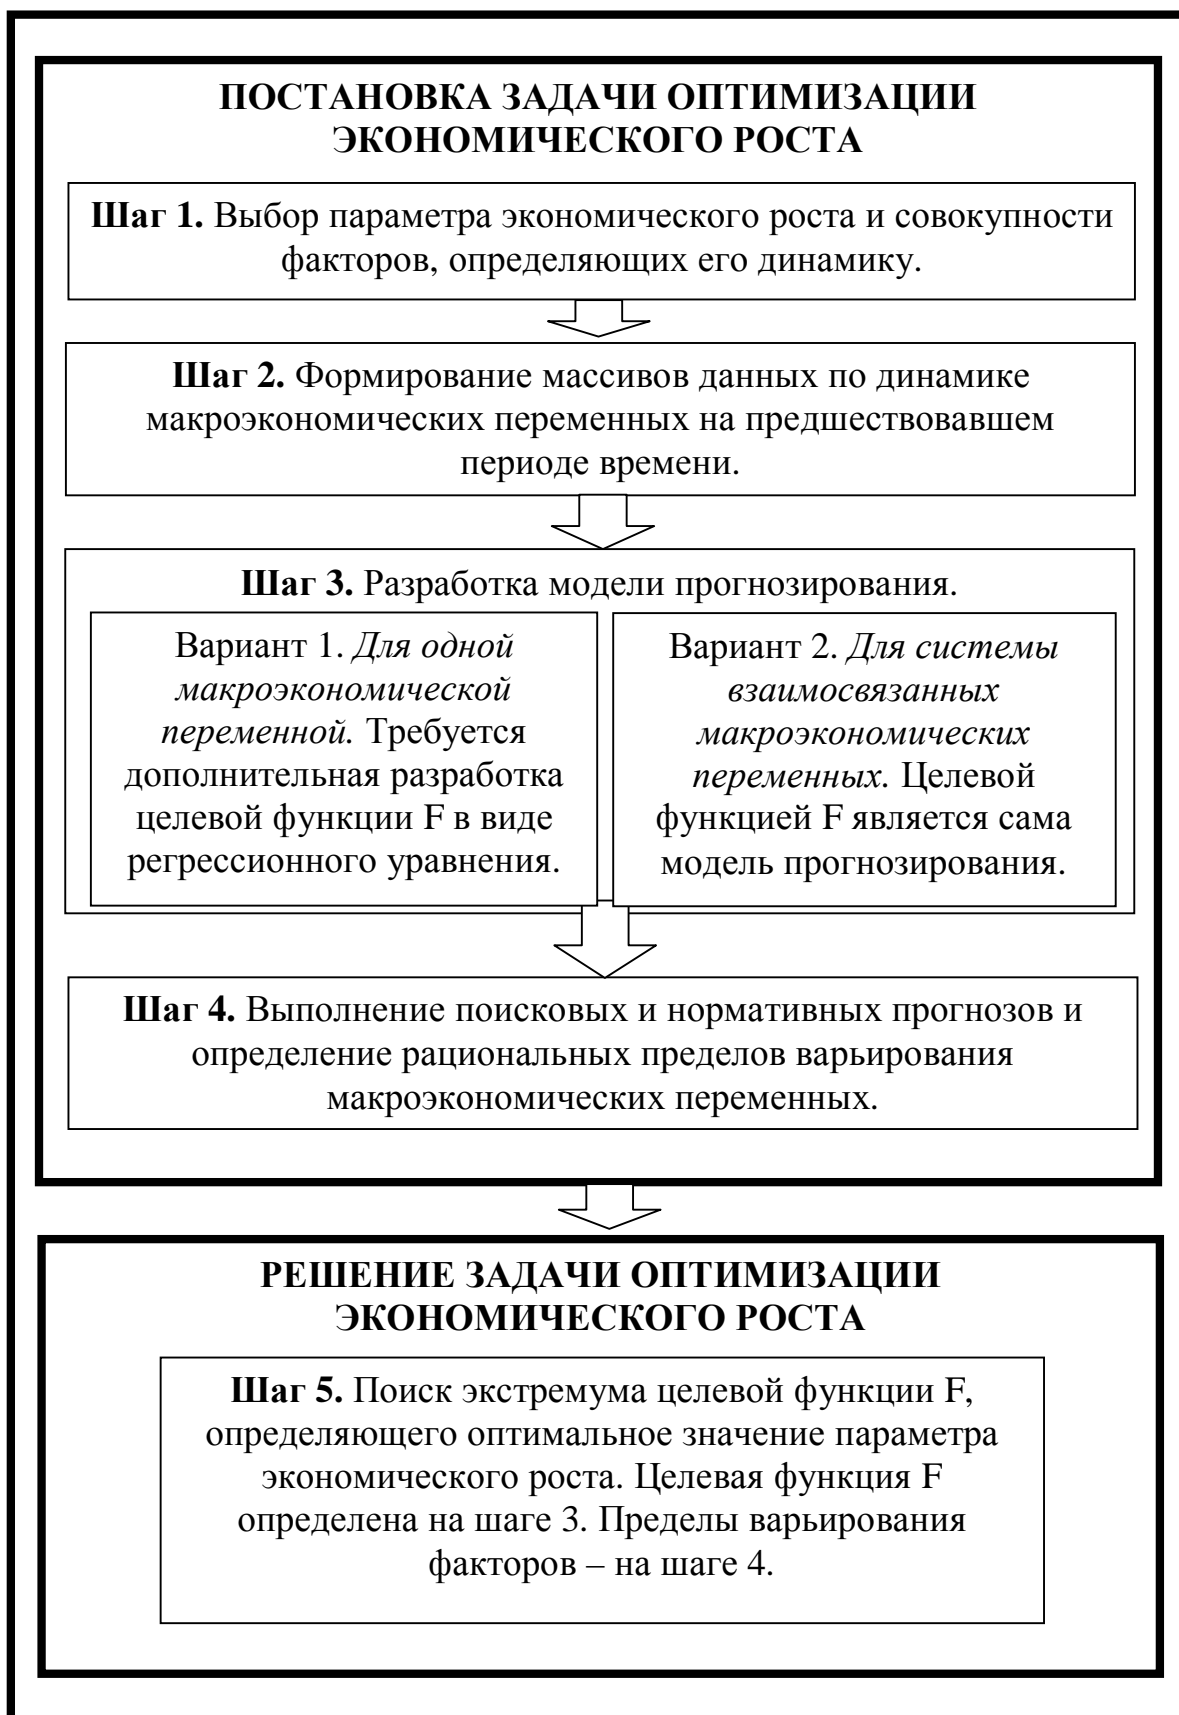 ПОСТАНОВКА ЗАДАЧИ ОПТИМИЗАЦИИ
ЭКОНОМИЧЕСКОГО РОСТА
Шаг 1. Выбор параметра экономического роста и совокупности
факторов, определяющих его динамику.
Шаг 2. Формирование массивов данных по динамике
макроэкономических переменных на предшествовавшем
периоде времени.
Шаг 3. Разработка модели прогнозирования.
Вариант 1. Для одной
макроэкономической
переменной. Требуется
дополнительная разработка
целевой функции F в виде
регрессионного уравнения.
Вариант 2. Для системы
взаимосвязанных
макроэкономических
переменных. Целевой
функцией F является сама
модель прогнозирования.
Шаг 4. Выполнение поисковых и нормативных прогнозов и
определение рациональных пределов варьирования
макроэкономических переменных.
РЕШЕНИЕ ЗАДАЧИ ОПТИМИЗАЦИИ
ЭКОНОМИЧЕСКОГО РОСТА
Шаг 5. Поиск экстремума целевой функции F,
определяющего оптимальное значение параметра
экономического роста. Целевая функция F
определена на шаге 3. Пределы варьирования
факторов – на шаге 4.